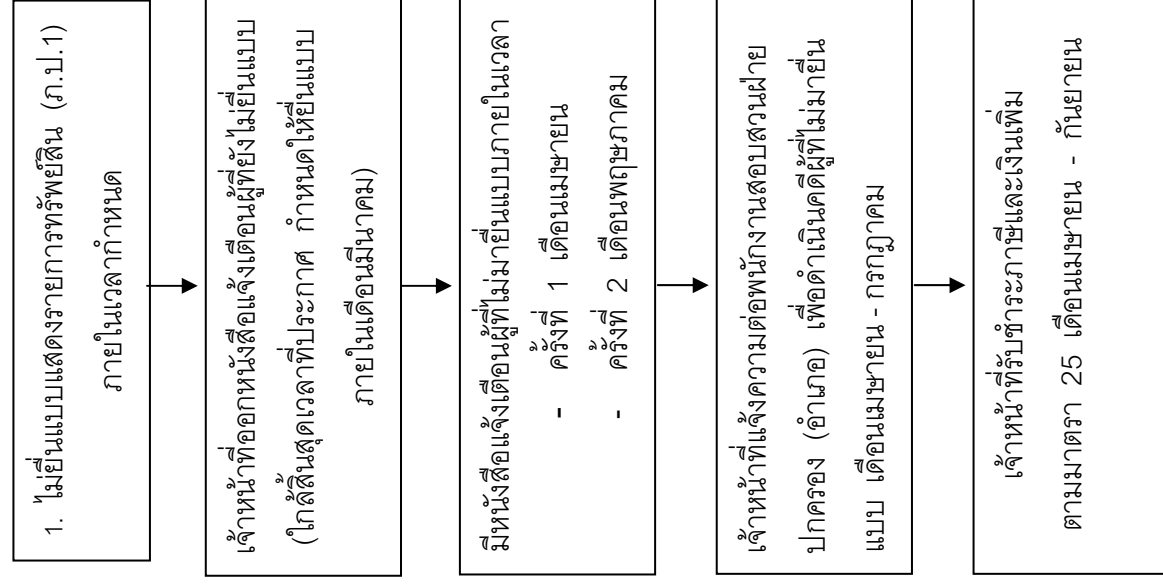 1. ไม่ยื่นแบบแสดงรายการทรัพย์สิน (ภ.ป.1)
ภายในเวลากำหนด
เจ้าหน้าที่ออกหนังสือแจ้งเตือนผู้ที่ยังไม่ยื่นแบบ
(ใกล้สิ้นสุดเวลาที่ประกาศ กำหนดให้ยื่นแบบ
ภายในเดือนมีนาคม)
มีหนังสือแจ้งเตือนผู้ที่ไม่มายื่นแบบภายในเวลา
- ครั้งที่ 1 เดือนเมษายน
- ครั้งที่ 2 เดือนพฤษภาคม
เจ้าหน้าที่แจ้งความต่อพนักงานสอบสวนฝ่าย
ปกครอง (อำเภอ) เพื่อดำเนินคดีผู้ที่ไม่มายื่น
แบบ เดือนเมษายน - กรกฎาคม
เจ้าหน้าที่รับชำระภาษีและเงินเพิ่ม
ตามมาตรา 25 เดือนเมษายน - กันยายน